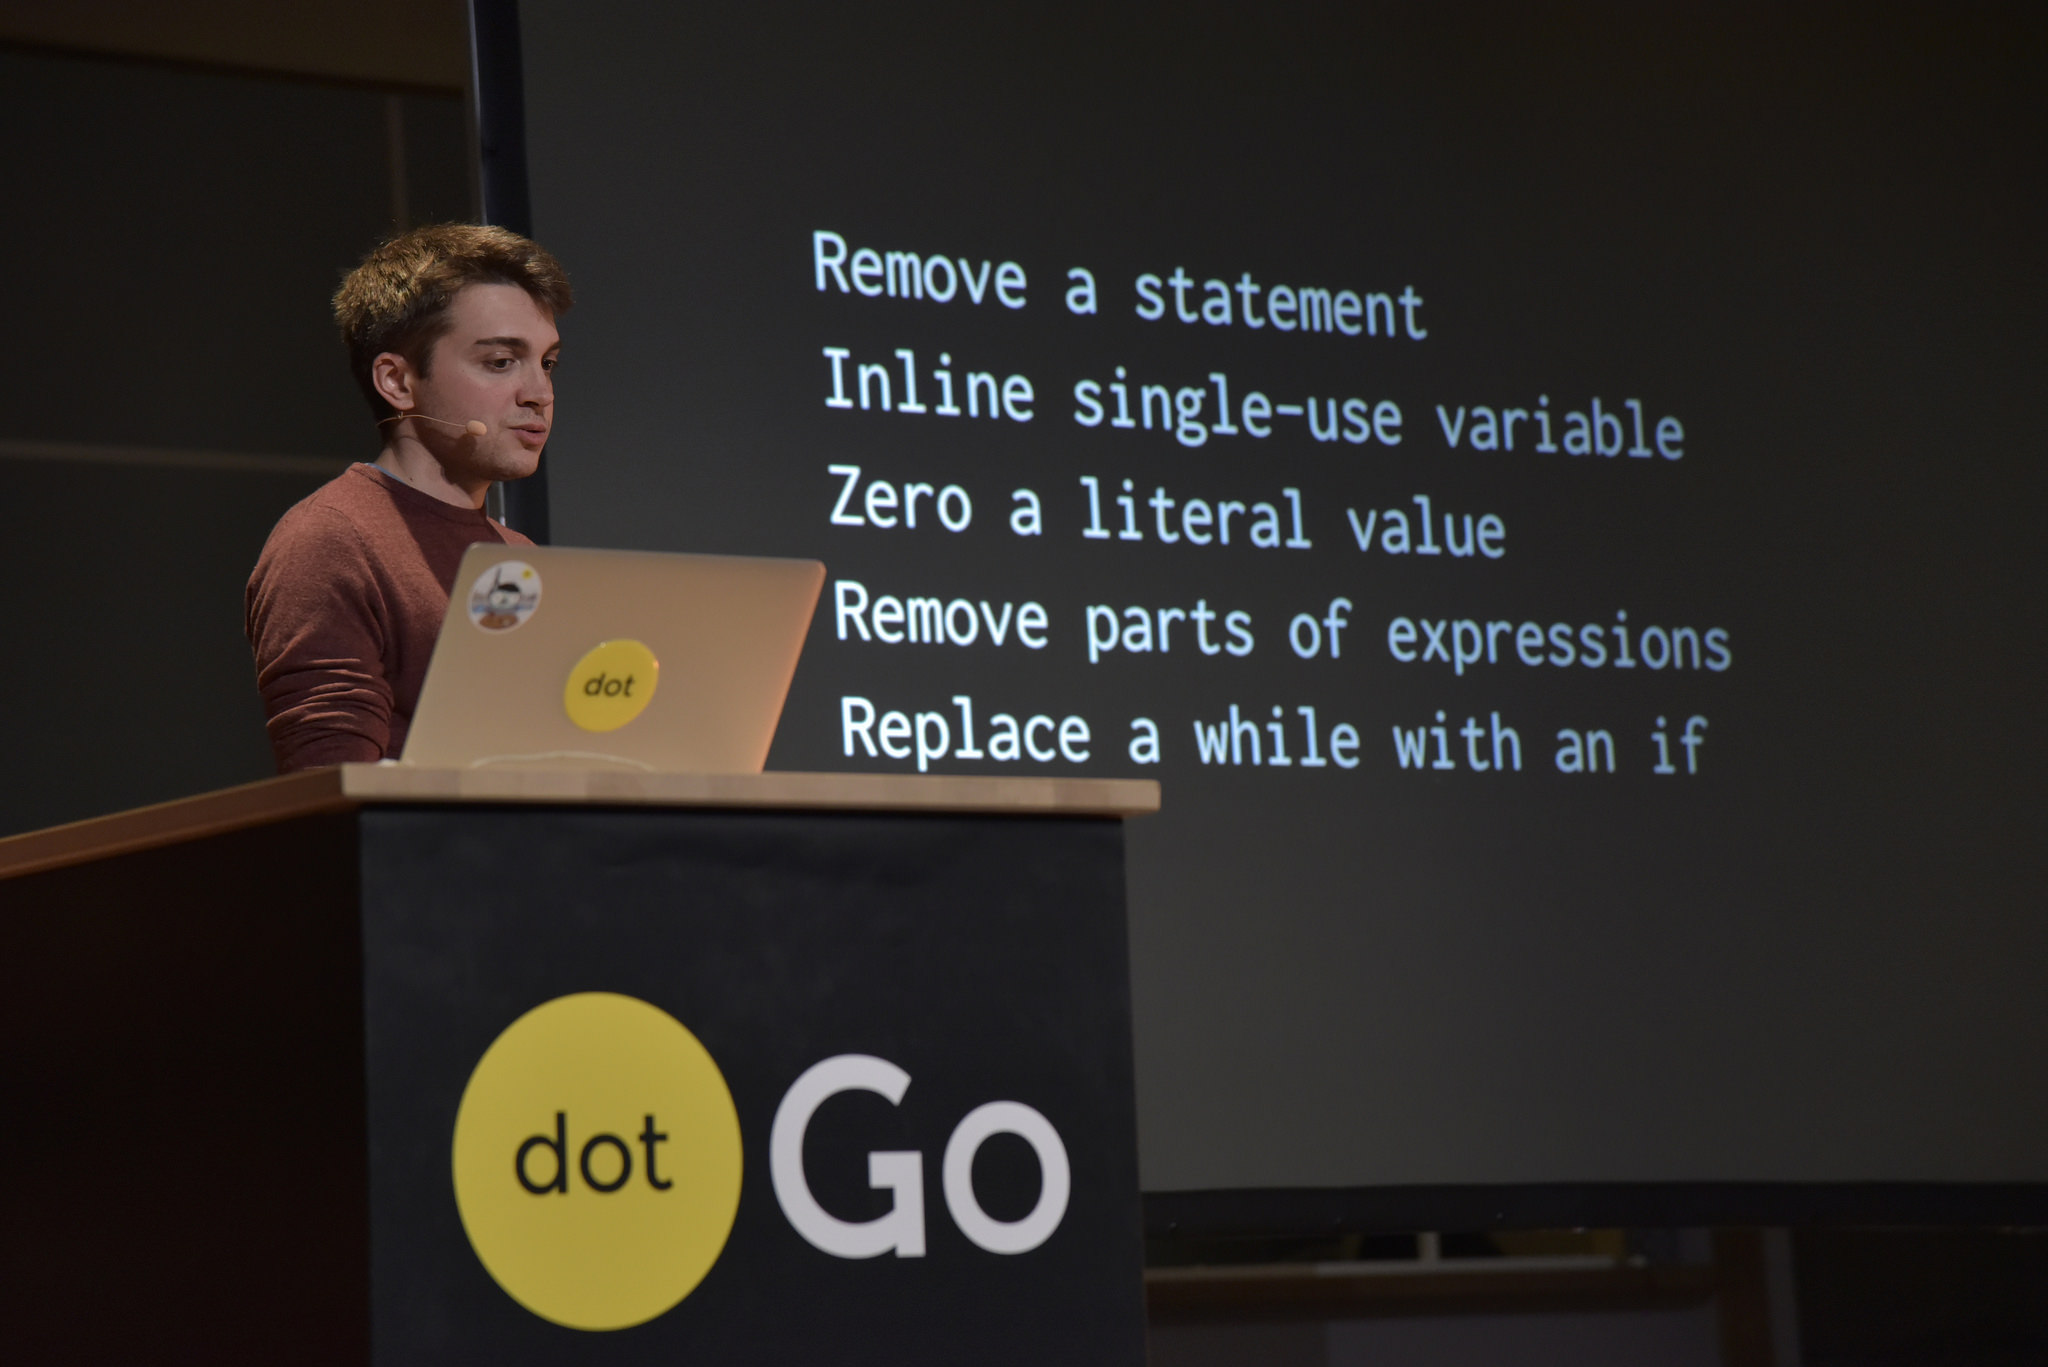 Remove a statement
Inline single-use variable
Zero a literal value
Remove parts of expressions
Replace a while with an if
dot
dot Go